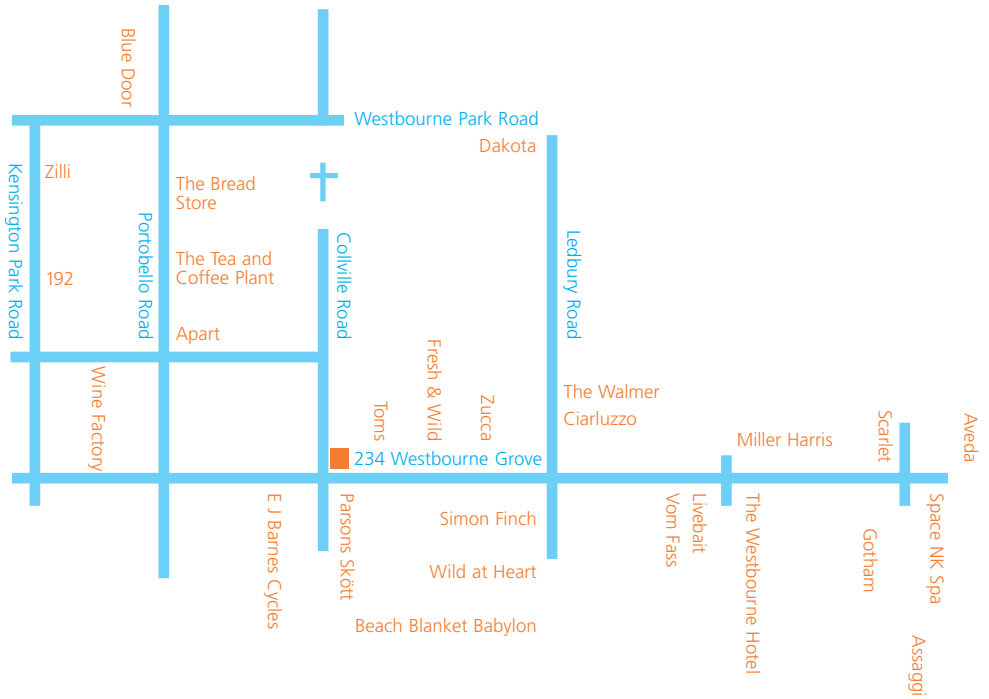 Blue Door
Westbourne Park Road
Dakota
Zilli
Kensington Park Road
The Bread
Store
Portobello Road
Collville Road
Ledbury Road
The Tea and
Coffee Plant
192
Apart
Wine Factory
Toms
Fresh & Wild
Zucca
The Walmer
Ciarluzzo
Miller Harris
Scarlet
Aveda
234 Westbourne Grove
E J Barnes Cycles
Parsons Skött
Simon Finch
Wild at Heart
Beach Blanket Babylon
Vom Fass
Livebait
The Westbourne Hotel
Gotham
Space NK Spa
Assaggi